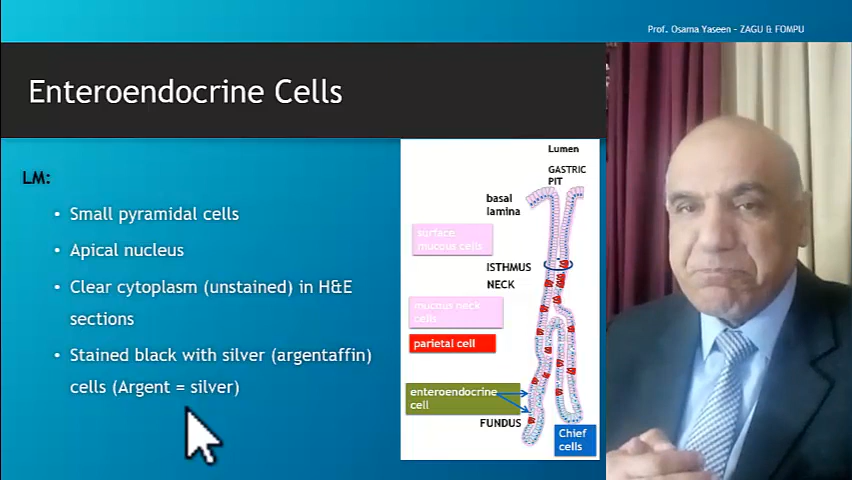 Prof. Osama Yaseen - ZAGU & FOMPU
Enteroendocrine Cells
LM:
• Small pyramidal cells
• Apical nucleus
• Clear cytoplasm (unstained) in H&E
sections
• Stained black with silver (argentaffin)
cells (Argent = silver)
Lumen
GASTRIC
PIT
basal
lamina
surface
mucous cells
ISTHMUS
NECK
mucous neck
cells
parietal cell
enteroendocrine
cell
FUNDUS
Chief
cells